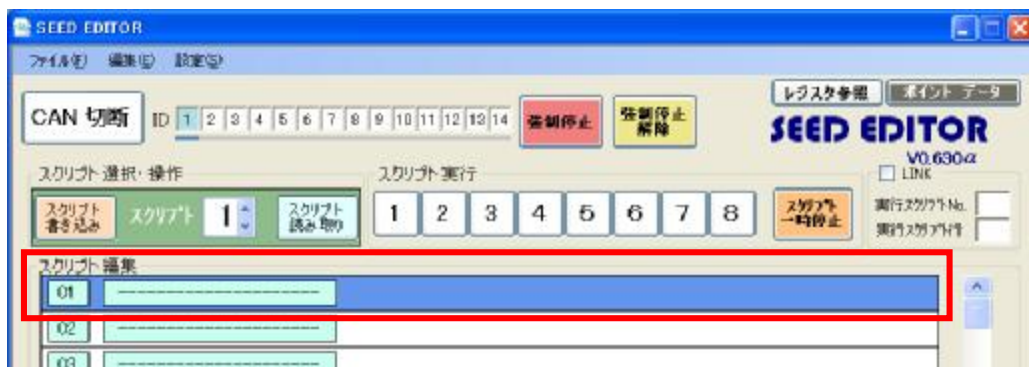 SEED EDITOR
ファイル(F) 編集(E) 設定(S)
レジスタ参照 ポイント データ
CAN 切断 ID 1 2 3 4 5 6 7 8 9 10 11 12 13 14 強制停止 強制停止解除
SEED EDITOR
V0.630α
スクリプト 選択・操作 スクリプト 実行 LINK
スクリプト書き込み スクリプト 1 スクリプト読み取り 1 2 3 4 5 6 7 8 スクリプト一時停止 実行スクリプトNo.
実行スクリプト行
スクリプト 編集
01 ----------------------
02 ----------------------
03 ----------------------